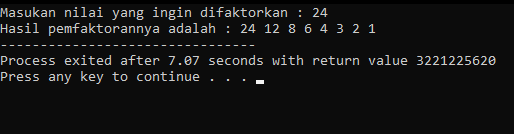 Masukan nilai yang ingin difaktorkan : 24
Hasil pemfaktorannya adalah : 24 12 8 6 4 3 2 1
--------------------------------
Process exited after 7.07 seconds with return value 3221225620
Press any key to continue . . .